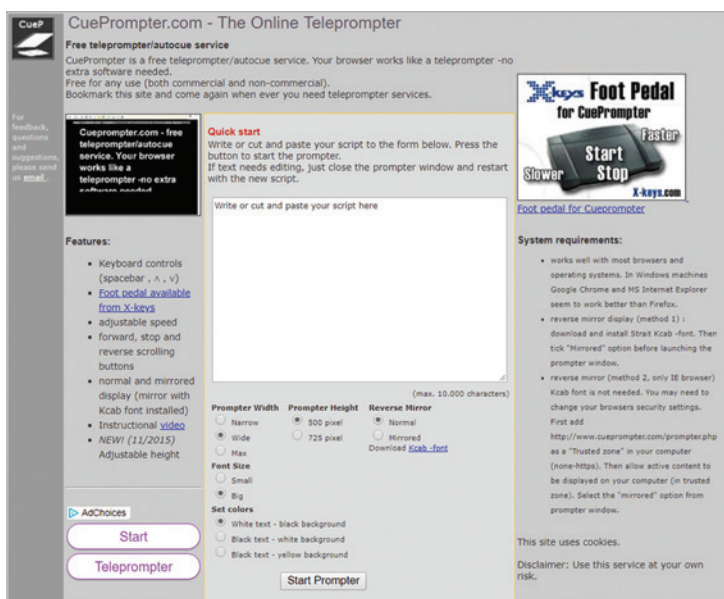 CueP
CuePrompter.com - The Online Teleprompter
Free teleprompter/autocue service
CuePrompter is a free teleprompter/autocue service. Your browser works like a teleprompter -no
extra software needed.
Free for any use (both commercial and non-commercial).
Bookmark this site and come again when ever you need teleprompter services.
For
feedback,
questions
and
suggestions,
please send
us email .
Cueprompter.com - free
teleprompter/autocue
service. Your browser
works like a
teleprompter -no extra
software needed
Features:
• Keyboard controls
(spacebar , ∧ , v)
• Foot pedal available
from X-keys
• adjustable speed
• forward, stop and
reverse scrolling
buttons
• normal and mirrored
display (mirror with
Kcab font installed)
• Instructional video
• NEW! (11/2015)
Adjustable height
AdChoices
Start
Teleprompter
Quick start
Write or cut and paste your script to the form below. Press the
button to start the prompter.
If text needs editing, just close the prompter window and restart
with the new script.
Write or cut and paste your script here
(max. 10.000 characters)
Prompter Width Prompter Height Reverse Mirror
Narrow 500 pixel Normal
Wide 725 pixel Mirrored
Max Download Kcab -font
Font Size
Small
Big
Set colors
White text - black background
Black text - white background
Black text - yellow background
Start Prompter
X-keys Foot Pedal
for CuePrompter
Faster
Start
Slower Stop
X-keys.com
Foot pedal for Cueprompter
System requirements:
• works well with most browsers and
operating systems. In Windows machines
Google Chrome and MS Internet Explorer
seem to work better than Firefox.
• reverse mirror display (method 1) :
download and install Strait Kcab -font. Then
tick "Mirrored" option before launching the
prompter window.
• reverse mirror (method 2, only IE browser)
Kcab font is not needed. You may need to
change your browsers security settings.
First add
http://www.cueprompter.com/prompter.php
as a "Trusted zone" in your computer
(none-https). Then allow active content to
be displayed on your computer (in trusted
zone). Select the "mirrored" option from
prompter window.
This site uses cookies.
Disclaimer: Use this service at your own
risk.